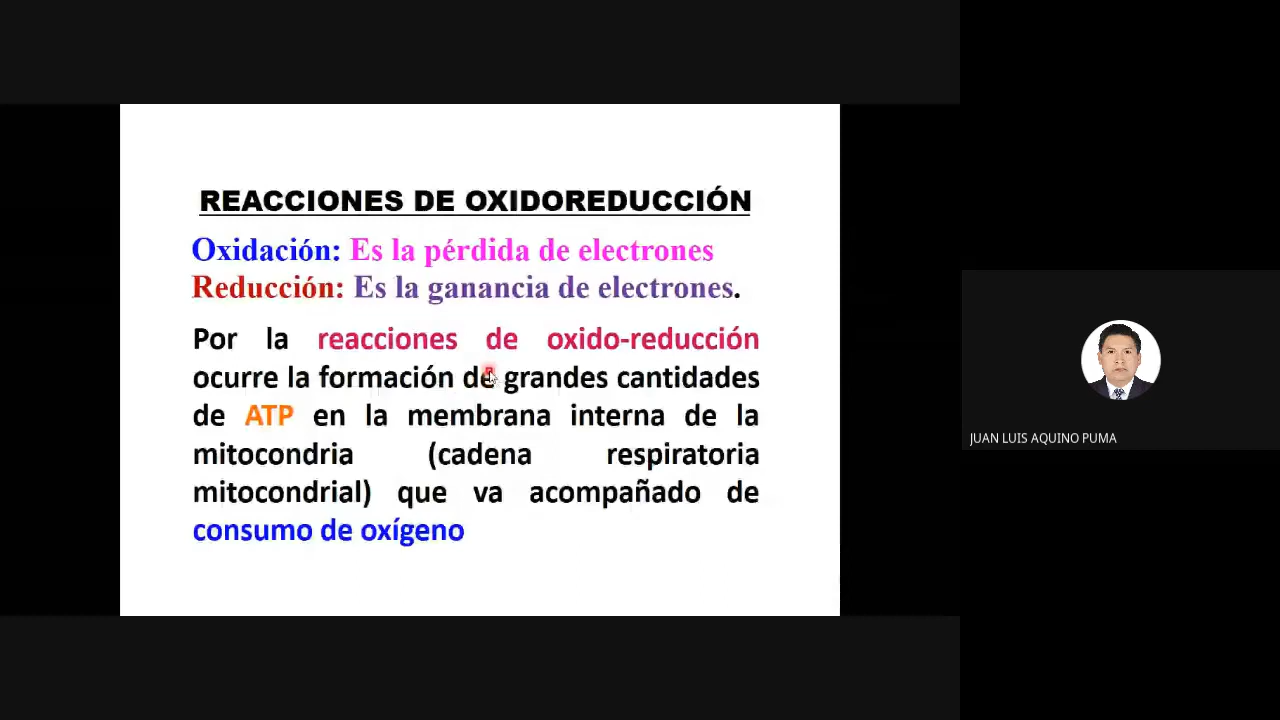 REACCIONES DE OXIDOREDUCCIÓN
Oxidación: Es la pérdida de electrones
Reducción: Es la ganancia de electrones.
Por la reacciones de oxido-reducción
ocurre la formación de grandes cantidades
de ATP en la membrana interna de la
mitocondria (cadena respiratoria
mitocondrial) que va acompañado de
consumo de oxígeno
JUAN LUIS AQUINO PUMA